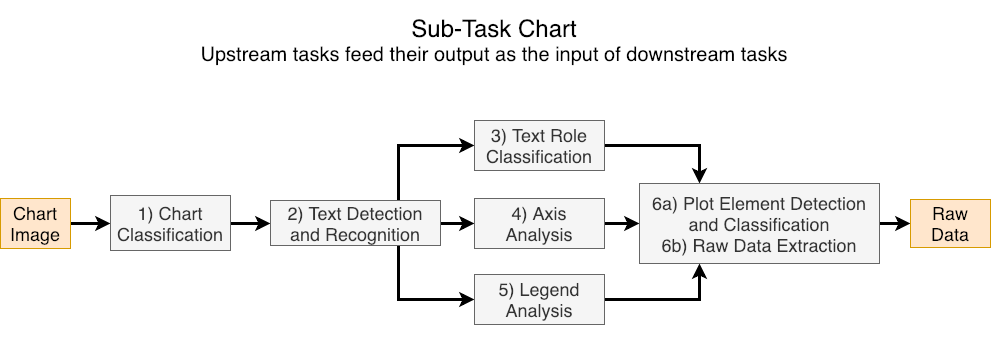 Sub-Task Chart
Upstream tasks feed their output as the input of downstream tasks
Chart
Image
1) Chart
Classification
2) Text Detection
and Recognition
3) Text Role
Classification
4) Axis
Analysis
5) Legend
Analysis
6a) Plot Element Detection
and Classification
6b) Raw Data Extraction
Raw
Data